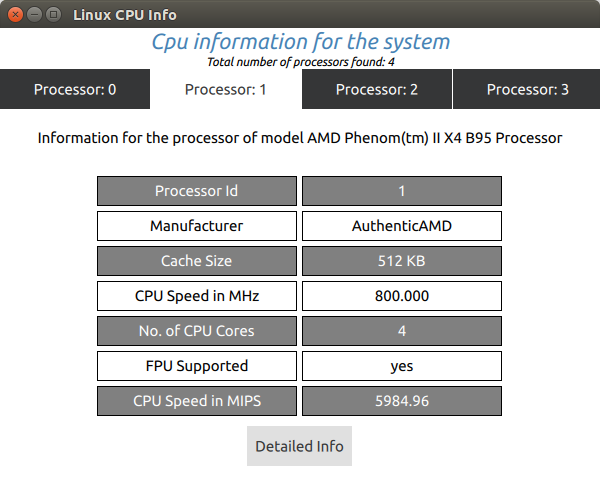 Linux CPU Info
Cpu information for the system
Total number of processors found: 4
Processor: 0 Processor: 1 Processor: 2 Processor: 3
Information for the processor of model AMD Phenom(tm) II X4 B95 Processor
Processor Id 1
Manufacturer AuthenticAMD
Cache Size 512 KB
CPU Speed in MHz 800.000
No. of CPU Cores 4
FPU Supported yes
CPU Speed in MIPS 5984.96
Detailed Info